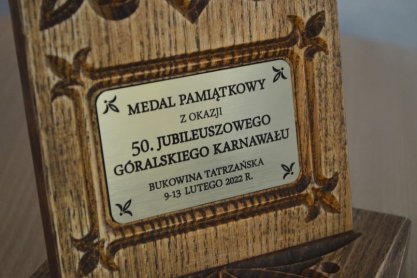 MEDAL PAMIĄTKOWY
Z OKAZJI
50. JUBILEUSZOWEGO
GÓRALSKIEGO KARNAWAŁU
BUKOWINA TATRZAŃSKA
9-13 LUTEGO 2022 R.